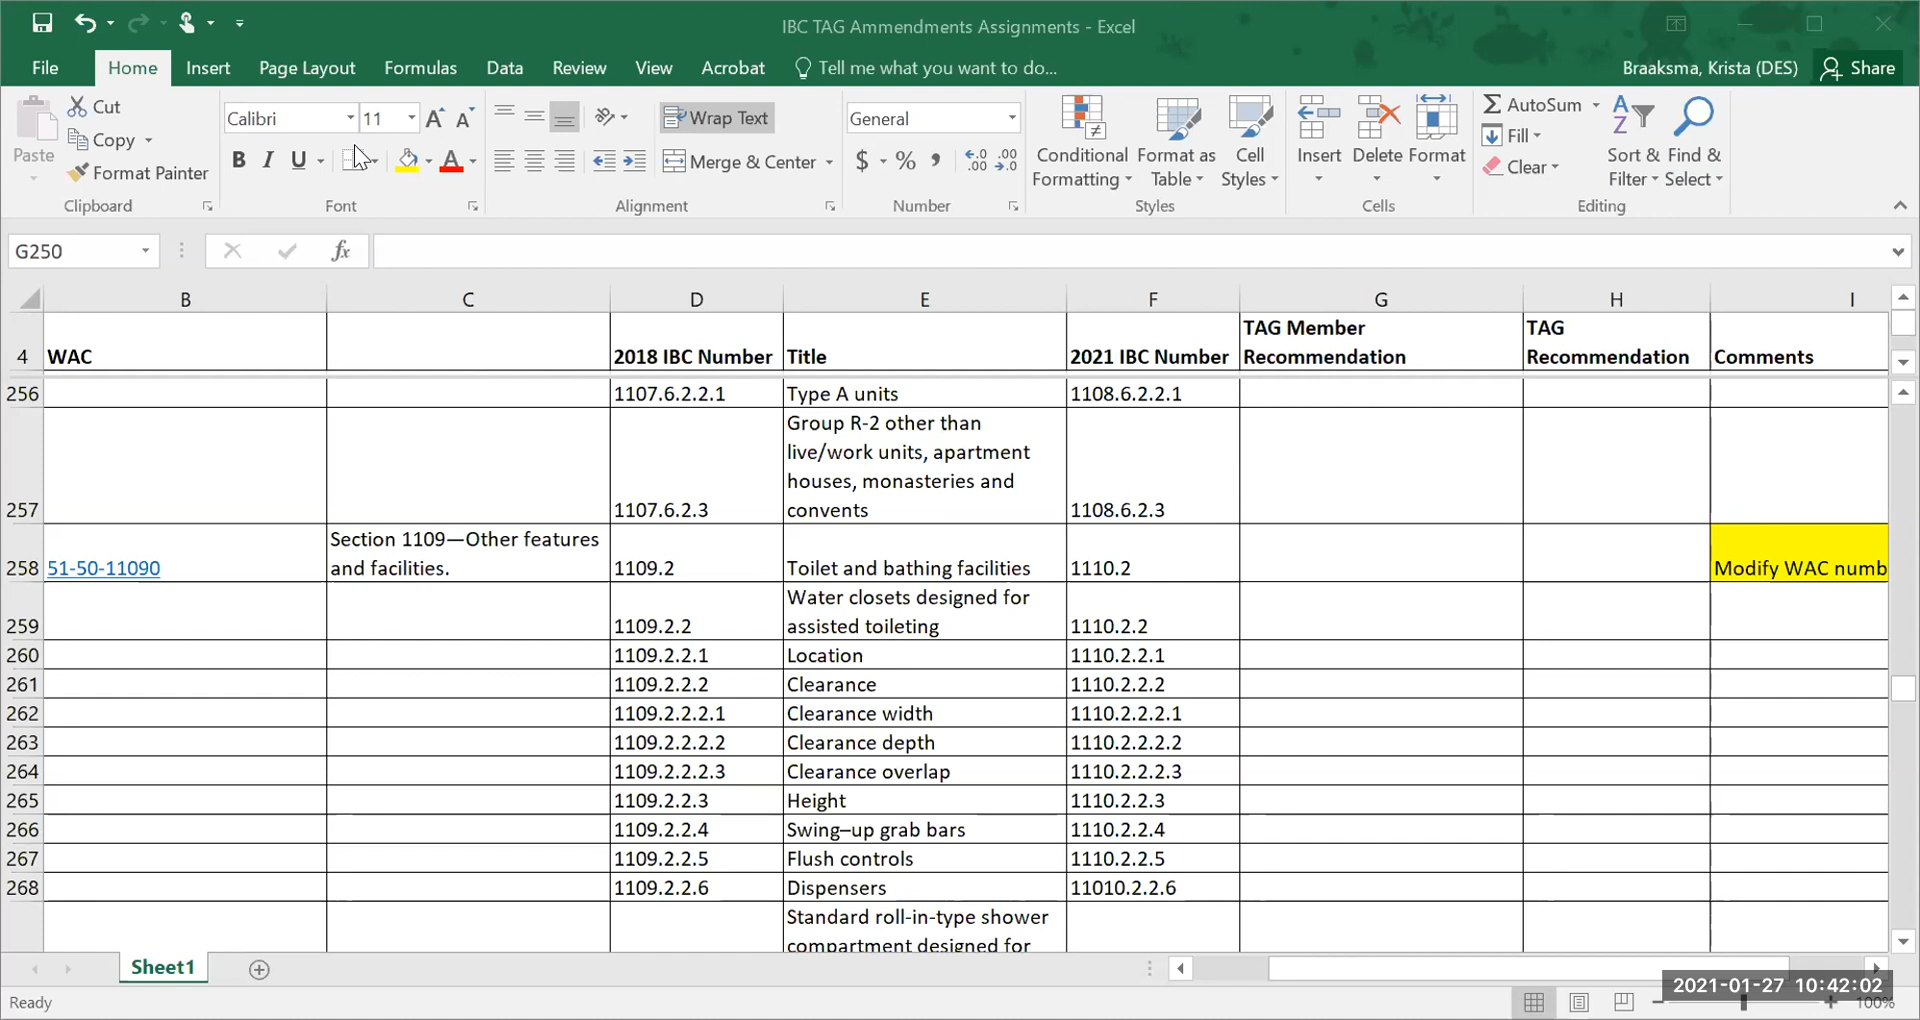 IBC TAG Ammendments Assignments - Excel
File Home Insert Page Layout Formulas Data Review View Acrobat Tell me what you want to do... Braaksma, Krista (DES) Share
Paste
Cut
Copy
Format Painter
Clipboard
Calibri 11
B I U
Font
Wrap Text
Merge & Center
Alignment
General
$ % ,
Number
Conditional Formatting
Format as Table
Cell Styles
Styles
Insert Delete Format
Cells
AutoSum
Fill
Clear
Sort & Filter
Find & Select
Editing
G250 fx
B C D E F G H I
4 WAC 2018 IBC Number Title 2021 IBC Number TAG Member Recommendation TAG Recommendation Comments
256 1107.6.2.2.1 Type A units 1108.6.2.2.1
Group R-2 other than
live/work units, apartment
houses, monasteries and
257 1107.6.2.3 convents 1108.6.2.3
Section 1109—Other features
258 51-50-11090 and facilities. 1109.2 Toilet and bathing facilities 1110.2 Modify WAC numb
Water closets designed for
259 1109.2.2 assisted toileting 1110.2.2
260 1109.2.2.1 Location 1110.2.2.1
261 1109.2.2.2 Clearance 1110.2.2.2
262 1109.2.2.2.1 Clearance width 1110.2.2.2.1
263 1109.2.2.2.2 Clearance depth 1110.2.2.2.2
264 1109.2.2.2.3 Clearance overlap 1110.2.2.2.3
265 1109.2.2.3 Height 1110.2.2.3
266 1109.2.2.4 Swing–up grab bars 1110.2.2.4
267 1109.2.2.5 Flush controls 1110.2.2.5
268 1109.2.2.6 Dispensers 11010.2.2.6
Standard roll-in-type shower
compartment designed for
Sheet1
2021-01-27 10:42:02
Ready 100%